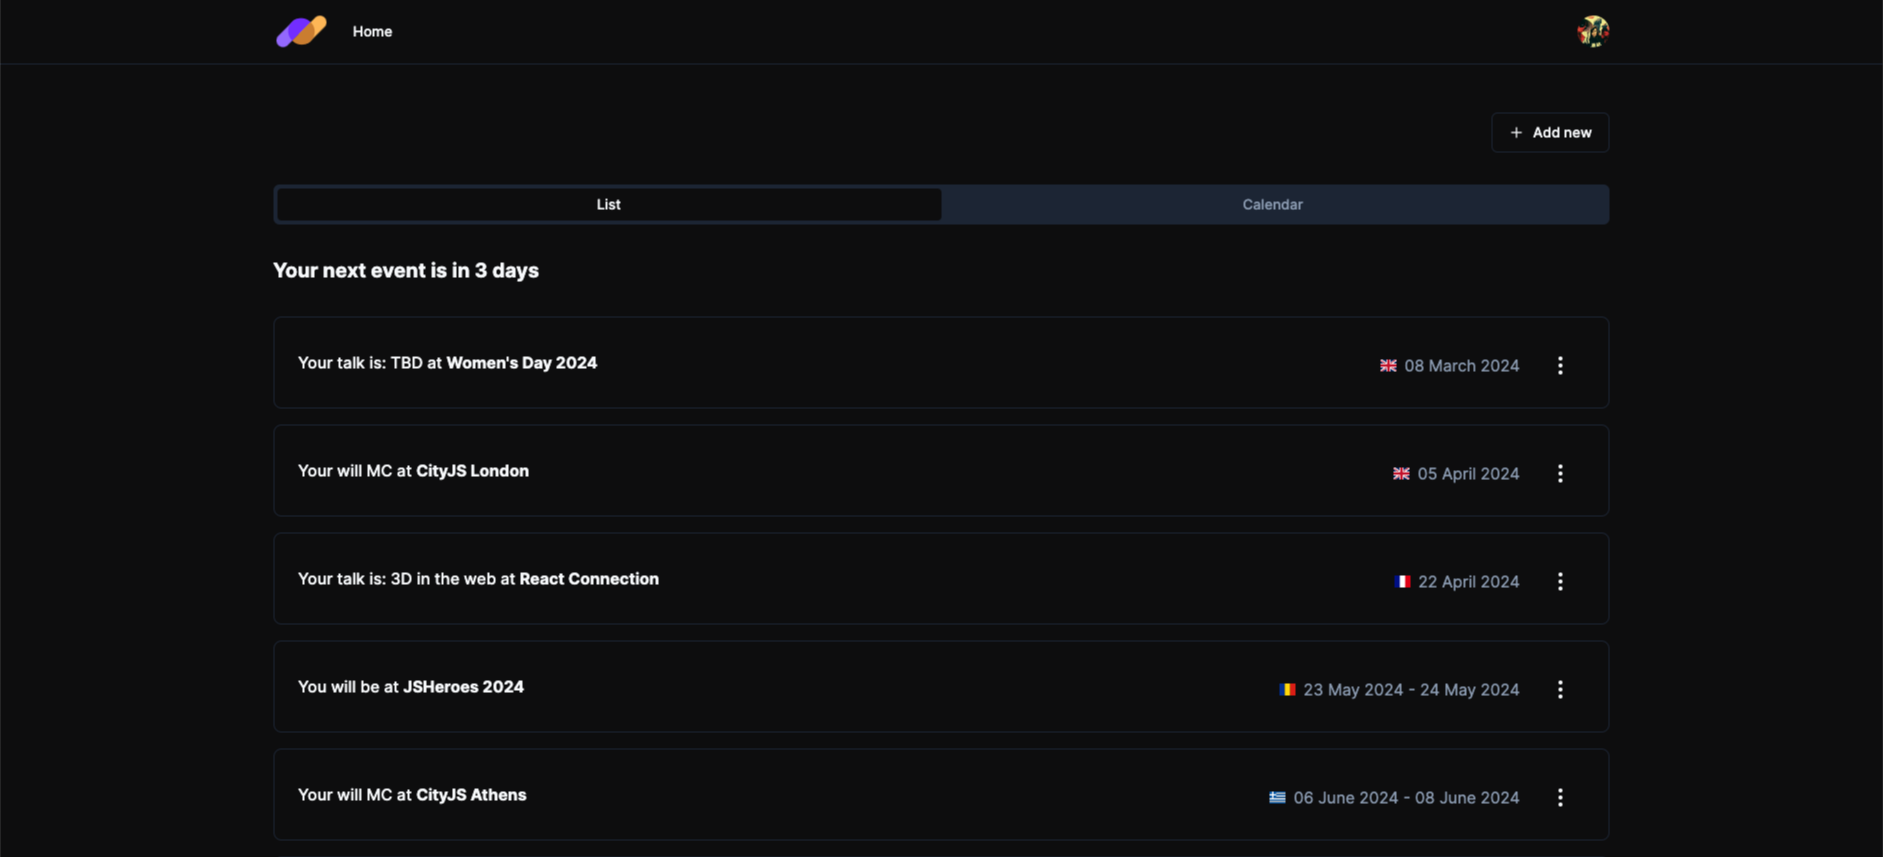 Home
+ Add new
List
Calendar
Your next event is in 3 days
Your talk is: TBD at Women's Day 2024
08 March 2024
Your will MC at CityJS London
05 April 2024
Your talk is: 3D in the web at React Connection
22 April 2024
You will be at JSHeroes 2024
23 May 2024 - 24 May 2024
Your will MC at CityJS Athens
06 June 2024 - 08 June 2024